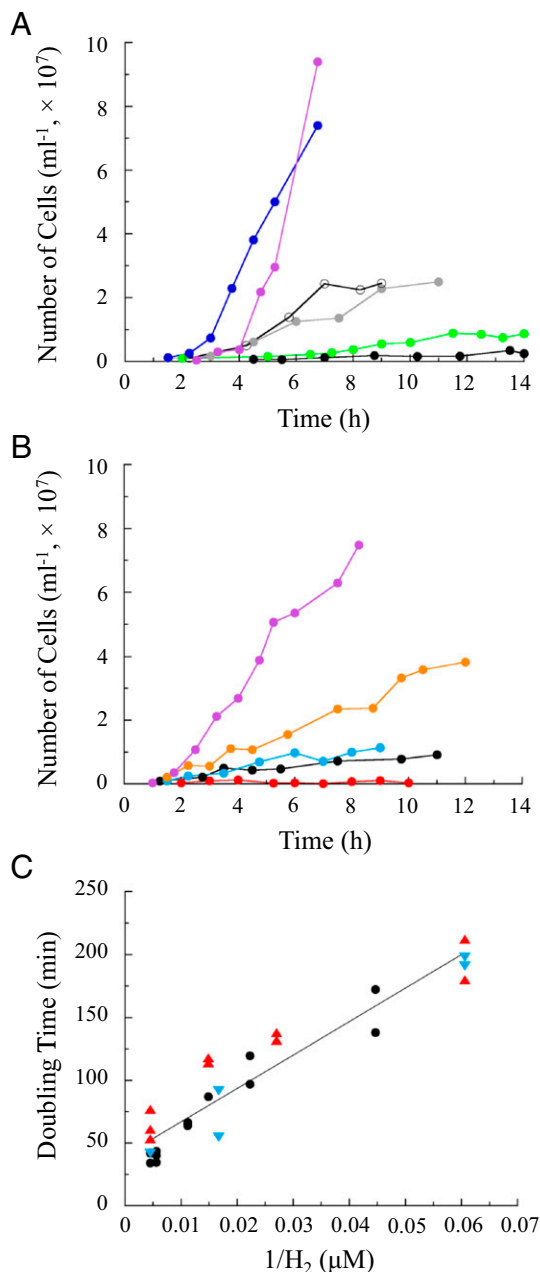 A
Number of Cells (ml⁻¹, × 10⁷)
10
8
6
4
2
0
0 2 4 6 8 10 12 14
Time (h)
B
Number of Cells (ml⁻¹, × 10⁷)
10
8
6
4
2
0
0 2 4 6 8 10 12 14
Time (h)
C
Doubling Time (min)
250
200
150
100
50
0
0 0.01 0.02 0.03 0.04 0.05 0.06 0.07
1/H₂ (μM)